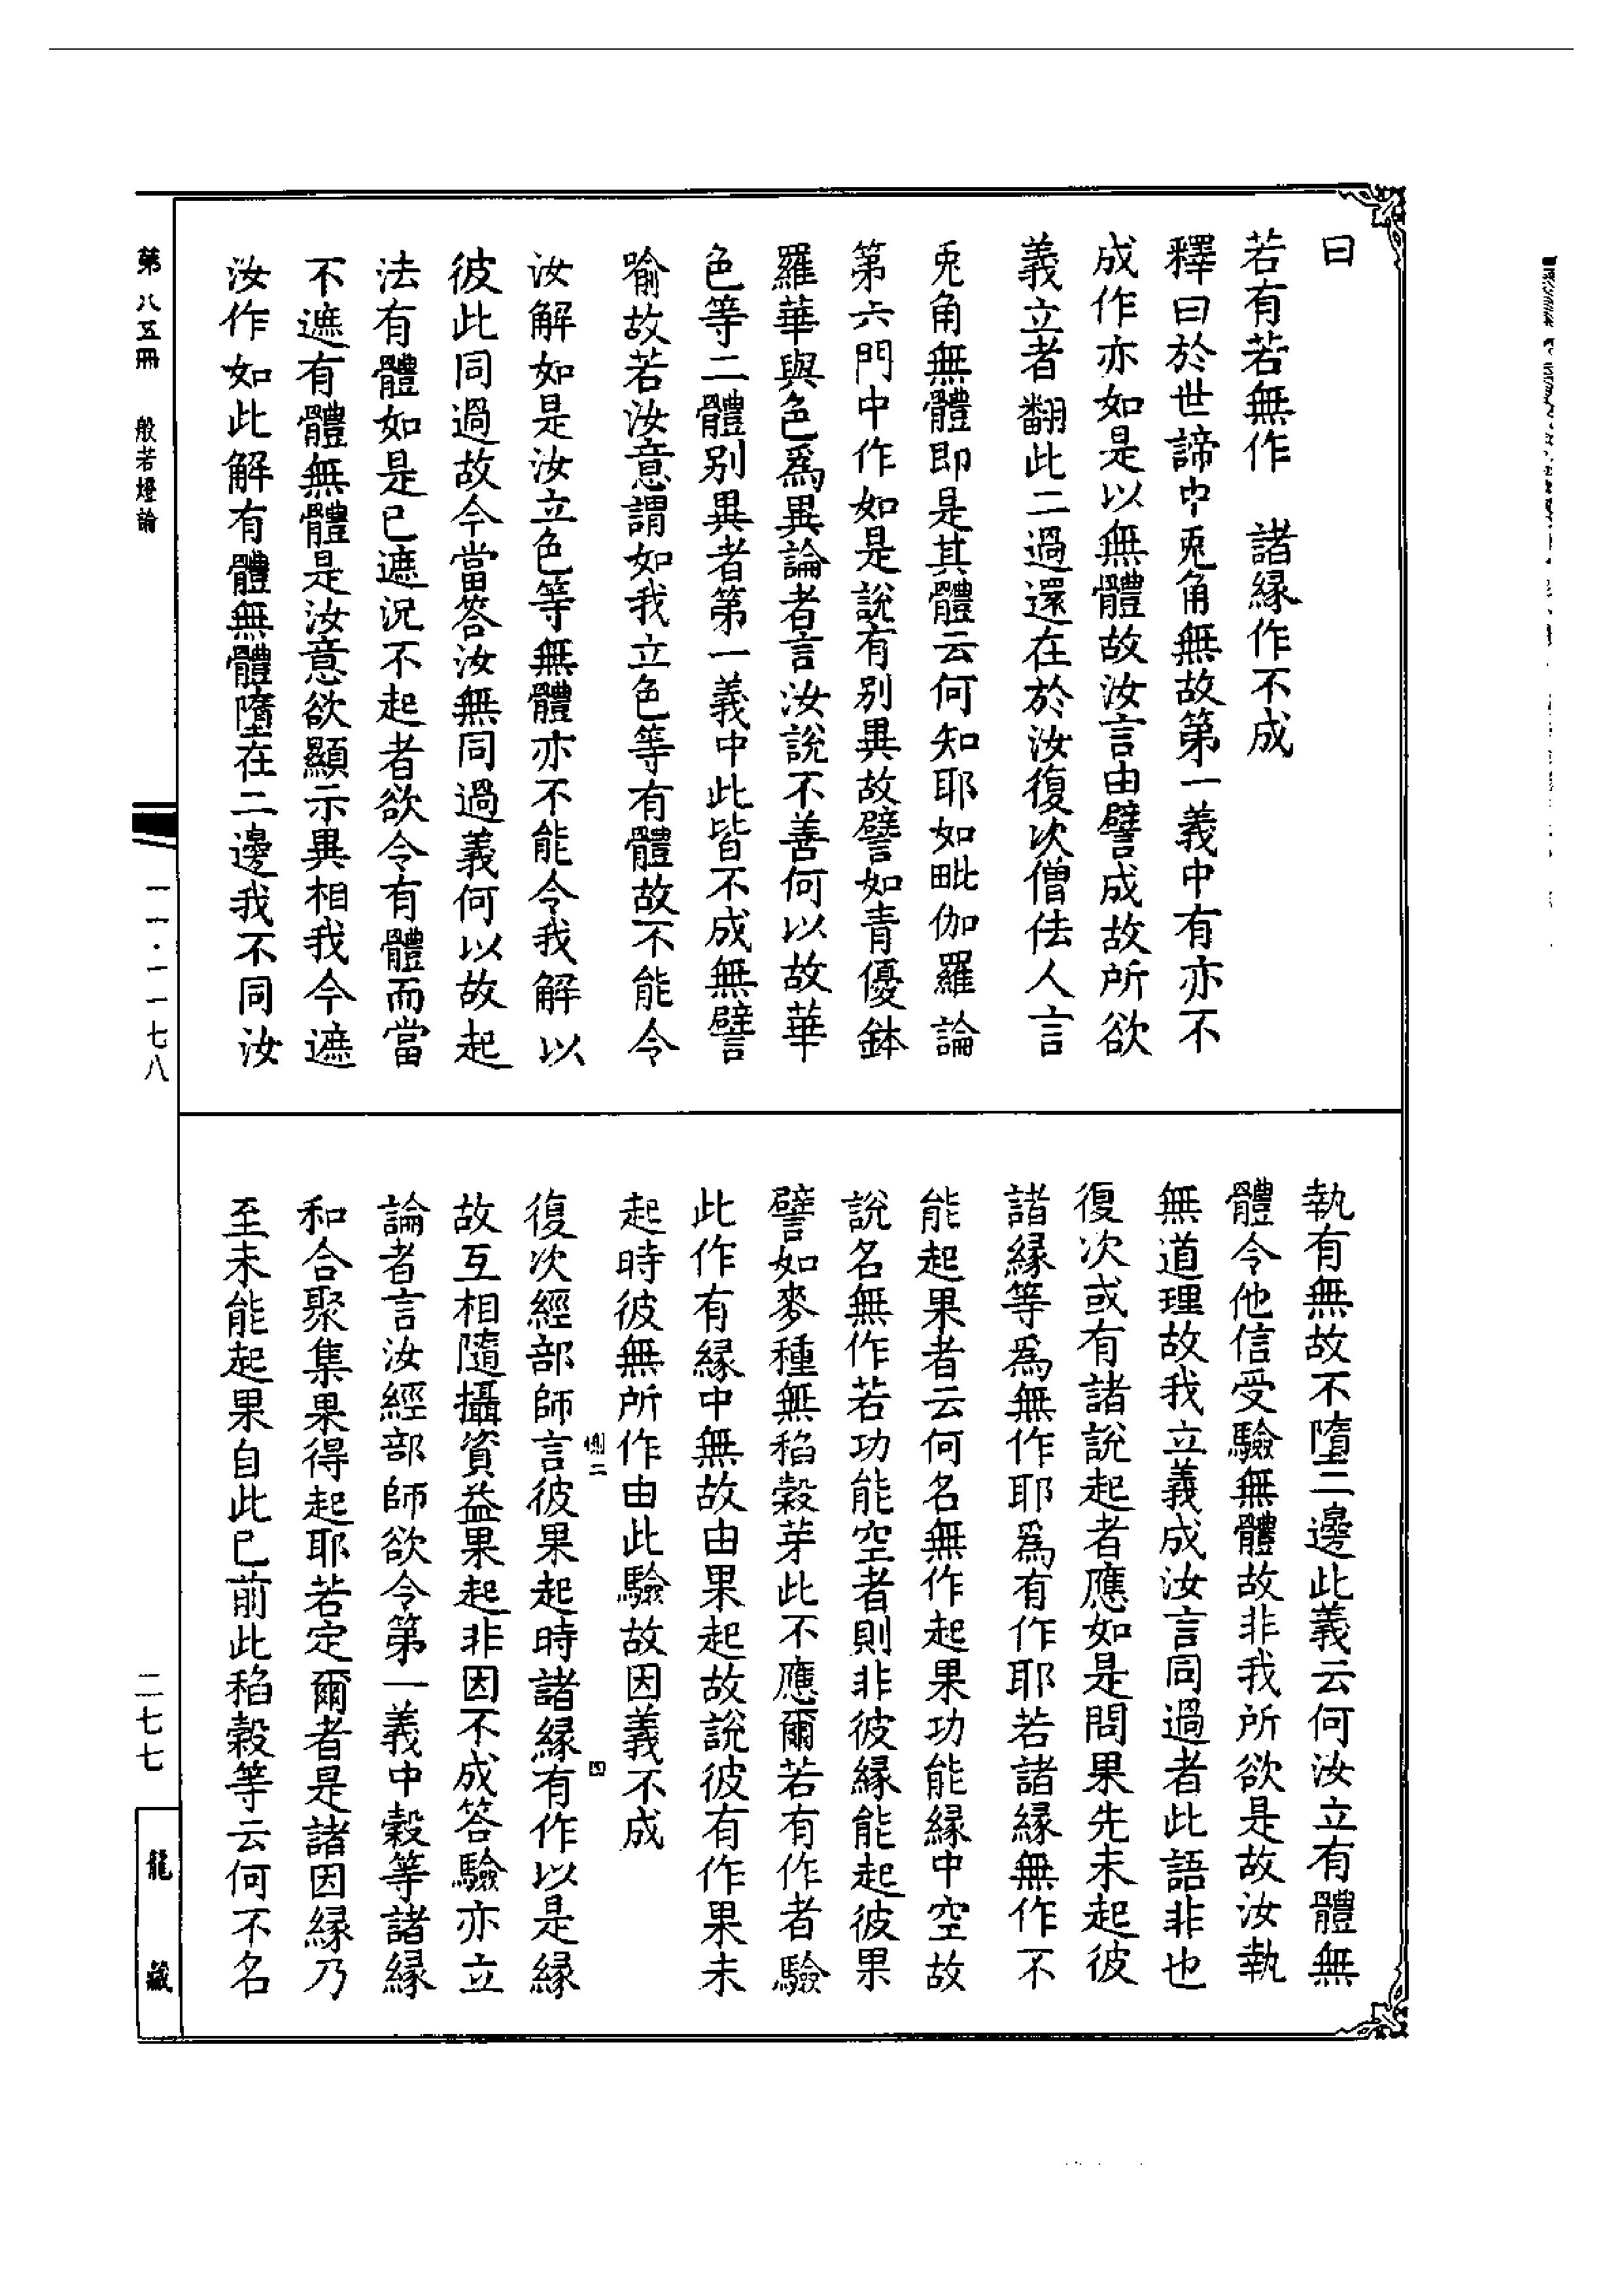 曰
若有若無作　諸緣作不成
釋曰於世諦中兎角無故第一義中有亦不
成作亦如是以無體故汝言由譬成故所欲
義立者翻此二過還在於汝復次僧佉人言
兎角無體即是其體云何知耶如毗伽羅論
第六門中作如是說有別異故譬如青優鉢
羅華與色爲異論者言汝說不善何以故華
色等二體別異者第一義中此皆不成無譬
喻故若汝意謂如我立色等有體故不能令
汝解如是汝立色等無體亦不能令我解以
彼此同過故今當答汝無同過義何以故起
法有體如是已遮況不起者欲令有體而當
不遮有體無體是汝意欲顯示異相我今遮
汝作如此解有體無體墮在二邊我不同汝
執有無故不墮二邊此義云何汝立有體無
體令他信受驗無體故非我所欲是故汝執
無道理故我立義成汝言同過者此語非也
復次或有諸說起者應如是問果先未起彼
諸緣等爲無作耶爲有作耶若諸緣無作不
能起果者云何名無作起果功能緣中空故
說名無作若功能空者則非彼緣能起彼果
譬如麥種無稻穀芽此不應爾若有作者驗
此作有緣中無故由果起故說彼有作果未
起時彼無所作由此驗故因義不成
復次經部師言彼果起時諸緣有作以是緣
故互相隨攝資益果起非因不成答驗亦立
論者言汝經部師欲令第一義中穀等諸緣
和合聚集果得起耶若定爾者是諸因緣乃
至未能起果自此已前此稻穀等云何不名
惻二
四
第八五冊　般若燈論
一一·一一七八
二七七
龍藏